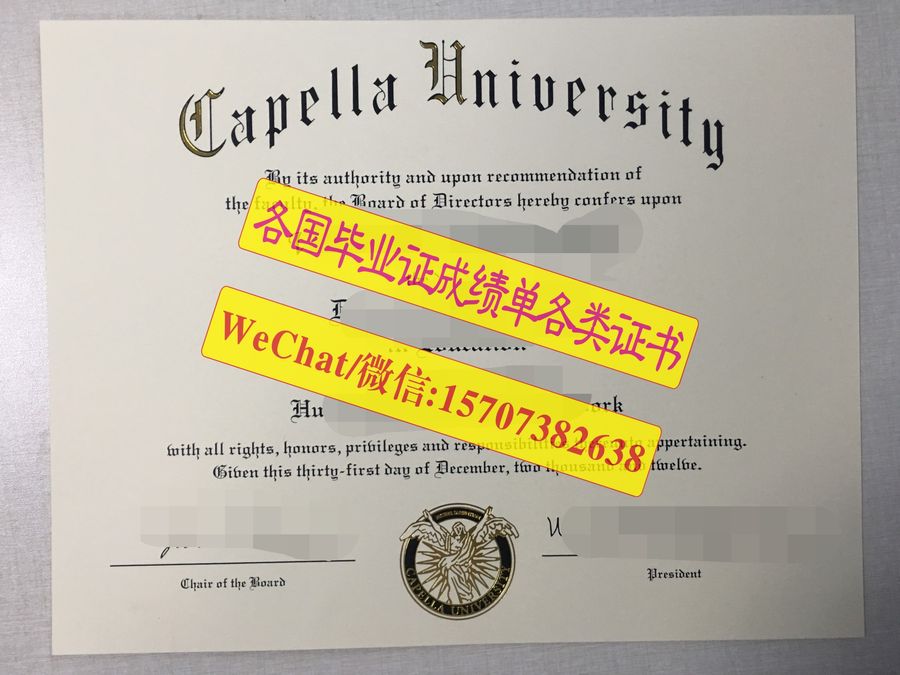 Capella University
By its authority and upon recommendation of
the faculty, the Board of Directors hereby confers upon
各国毕业证成绩单各类证书
WeChat/微信:15707382638
Hu ork
with all rights, honors, privileges and responsibilities thereunto appertaining.
Given this thirty-first day of December, two thousand and twelve.
Chair of the Board
President
CAPELLA UNIVERSITY